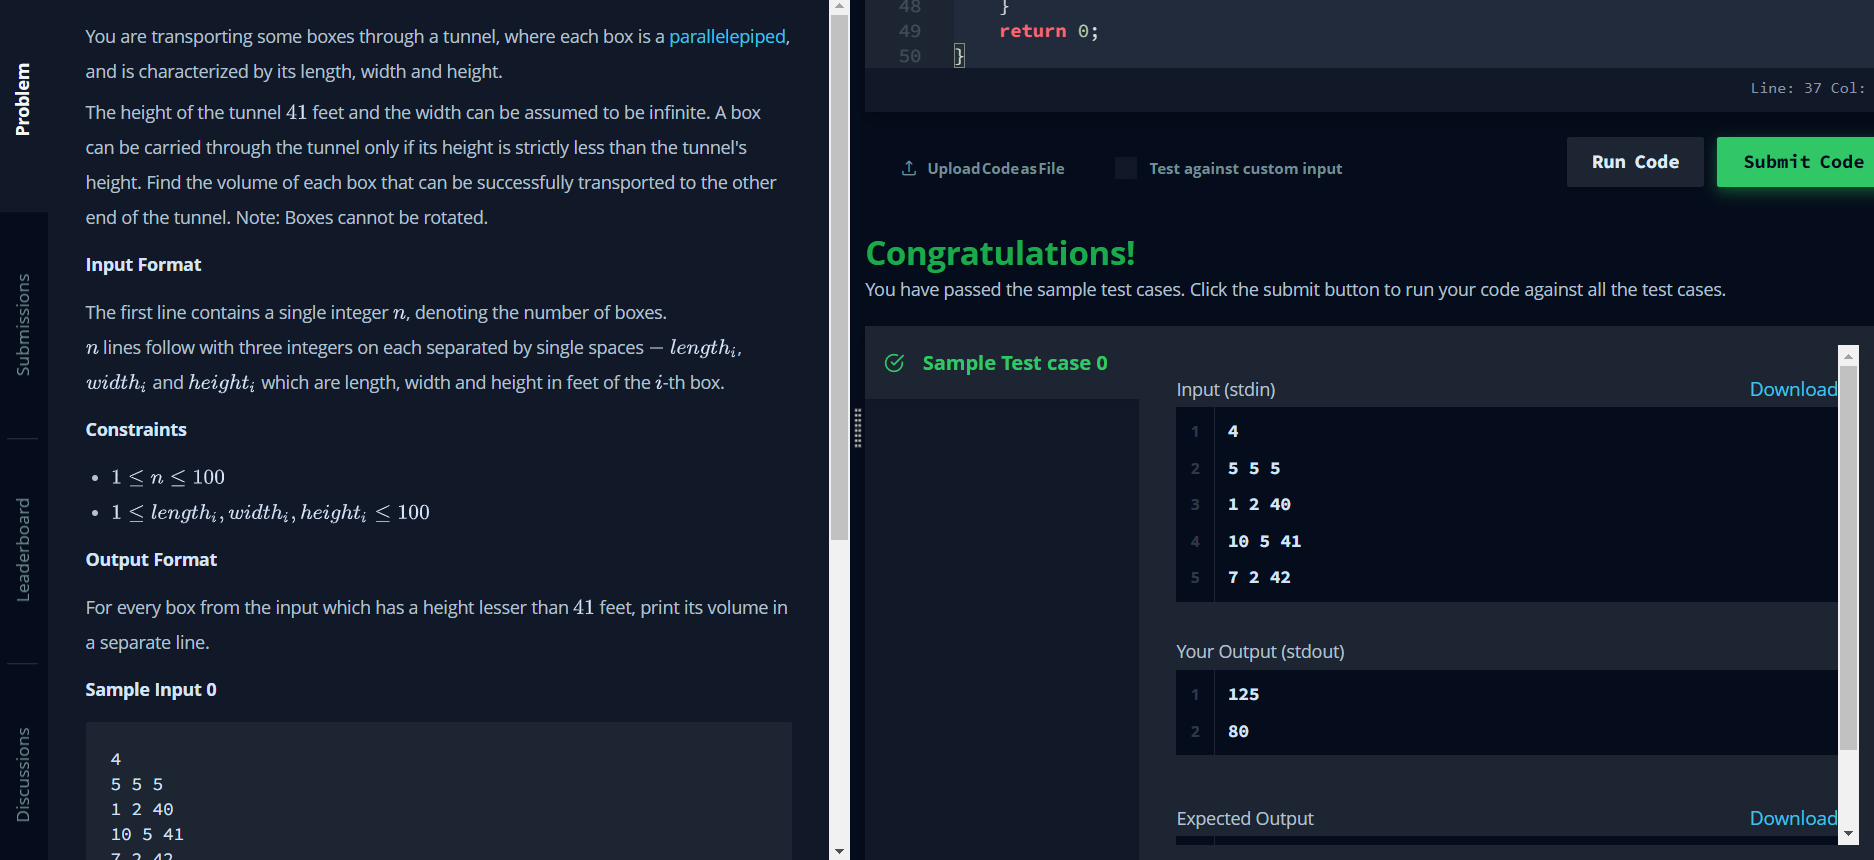 Problem
Submissions
Leaderboard
Discussions
You are transporting some boxes through a tunnel, where each box is a parallelepiped,
and is characterized by its length, width and height.
The height of the tunnel 41 feet and the width can be assumed to be infinite. A box
can be carried through the tunnel only if its height is strictly less than the tunnel's
height. Find the volume of each box that can be successfully transported to the other
end of the tunnel. Note: Boxes cannot be rotated.
Input Format
The first line contains a single integer n, denoting the number of boxes.
n lines follow with three integers on each separated by single spaces − length_i,
width_i and height_i which are length, width and height in feet of the i-th box.
Constraints
• 1 ≤ n ≤ 100
• 1 ≤ length_i, width_i, height_i ≤ 100
Output Format
For every box from the input which has a height lesser than 41 feet, print its volume in
a separate line.
Sample Input 0
4
5 5 5
1 2 40
10 5 41
7 2 42
48 }
49 return 0;
50 }
Line: 37 Col:
Upload Code as File
Test against custom input
Run Code
Submit Code
Congratulations!
You have passed the sample test cases. Click the submit button to run your code against all the test cases.
Sample Test case 0
Input (stdin)
Download
1 4
2 5 5 5
3 1 2 40
4 10 5 41
5 7 2 42
Your Output (stdout)
1 125
2 80
Expected Output
Download